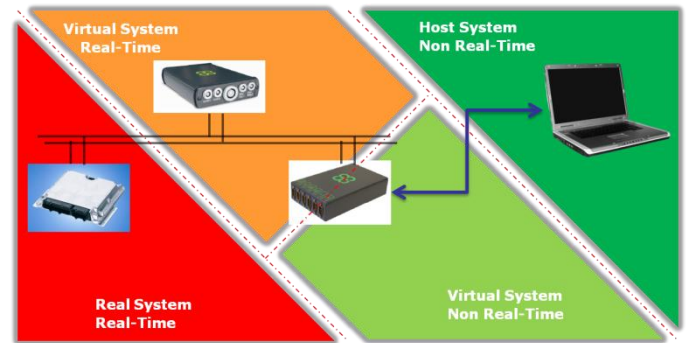 Virtual System
Real-Time
Host System
Non Real-Time
Real System
Real-Time
Virtual System
Non Real-Time